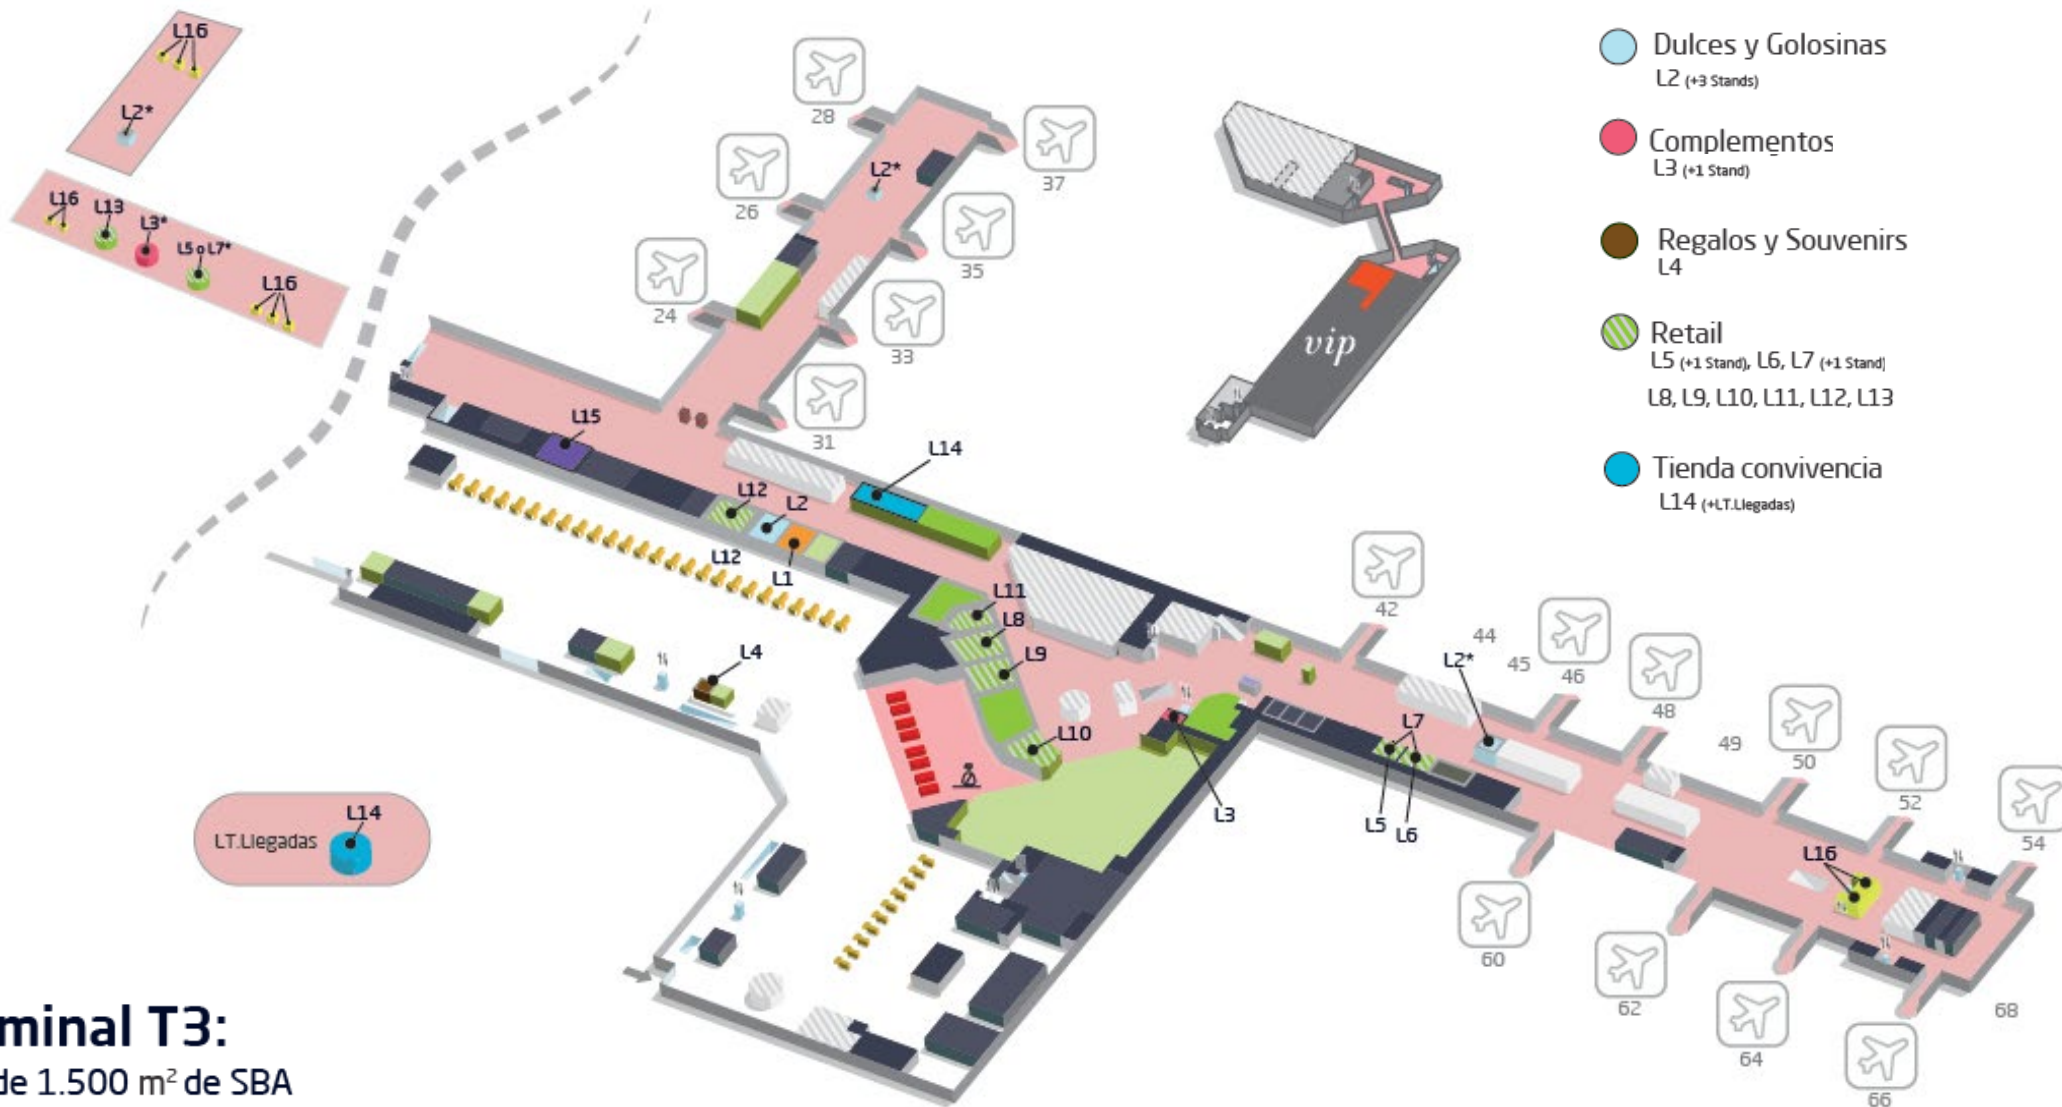 L16
L2*
L16
L13
L3*
L5 o L7*
L16
28
26
24
37
35
33
31
L2*
L15
L14
L12
L2
L12
L1
L11
L8
L9
L10
L4
L3
vip
Dulces y Golosinas
L2 (+3 Stands)
Complementos
L3 (+1 Stand)
Regalos y Souvenirs
L4
Retail
L5 (+1 Stand), L6, L7 (+1 Stand)
L8, L9, L10, L11, L12, L13
Tienda convivencia
L14 (+LT.Llegadas)
42
44
45
46
48
49
50
52
54
L2*
L7
L5
L6
L16
60
62
64
66
68
LT.Llegadas
L14
minal T3:
de 1.500 m² de SBA